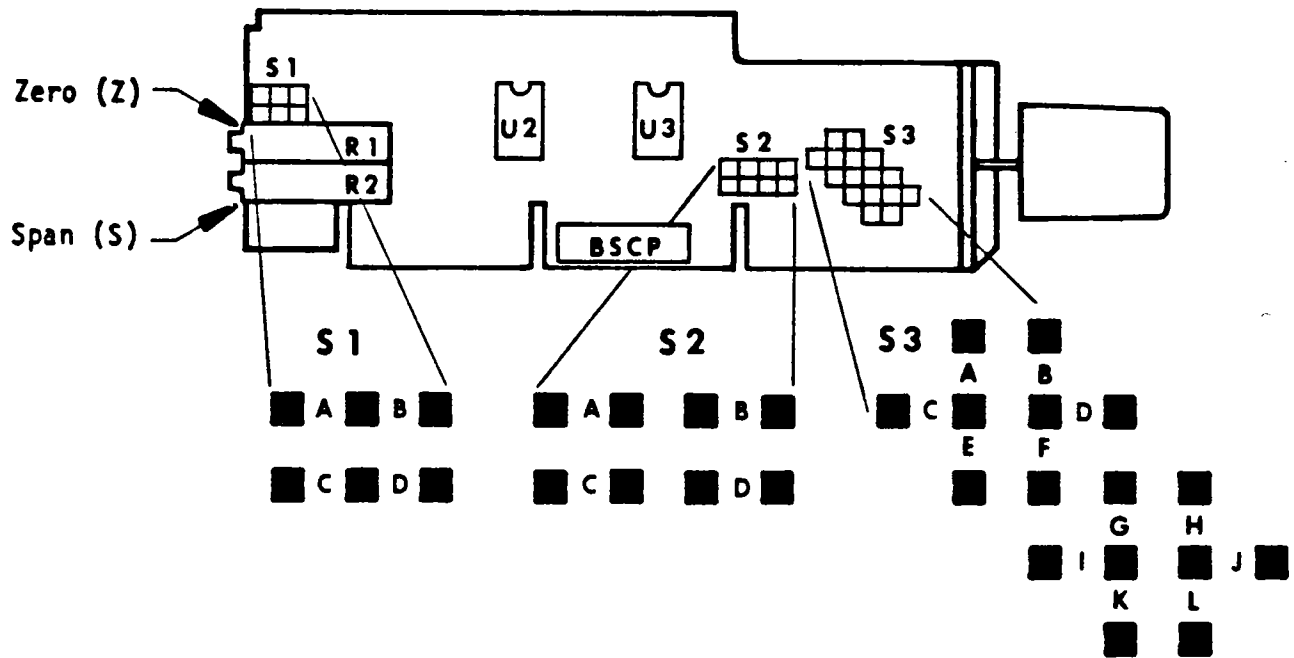 S1
Zero (Z)
U2
U3
R1
S2
S3
R2
Span (S)
BSCP
S1
S2
S3
A
B
A B
A B
C D
E F
C D
C D
G H
I J
K L